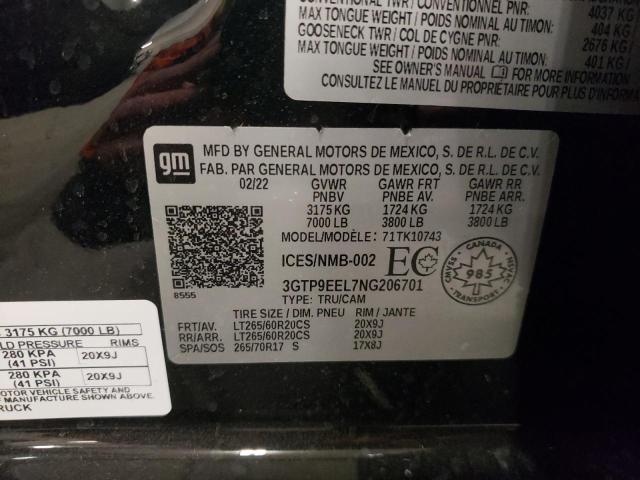 CONVENTIONAL TWR / CONVENTIONNEL PNR:
4037 KG
MAX TONGUE WEIGHT / POIDS NOMINAL AU TIMON:
404 KG
GOOSENECK TWR / COL DE CYGNE PNR:
2676 KG
MAX TONGUE WEIGHT / POIDS NOMINAL AU TIMON:
401 KG
SEE OWNER'S MANUAL FOR MORE INFORMATION
CONSULTEZ LE MANUEL DU PROPRIÉTAIRE POUR
gm
MFD BY GENERAL MOTORS DE MEXICO, S. DE R.L. DE C.V.
FAB. PAR GENERAL MOTORS DE MEXICO, S. DE R.L. DE C.V.
02/22 GVWR GAWR FRT GAWR RR
PNBV PNBE AV. PNBE ARR.
3175 KG 1724 KG 1724 KG
7000 LB 3800 LB 3800 LB
MODEL/MODÈLE: 71TK10743
ICES/NMB-002 EC
CANADA
CMVSS
985
NSVAC
3GTP9EEL7NG206701
8555
TYPE: TRU/CAM
TIRE SIZE / DIM. PNEU RIM / JANTE
FRT/AV. LT265/60R20CS 20X9J
RR/ARR. LT265/60R20CS 20X9J
SPA/SOS 265/70R17 S 17X8J
3175 KG (7000 LB)
LD PRESSURE RIM
280 KPA 20X9J
(41 PSI)
280 KPA 20X9J
(41 PSI)
MOTOR VEHICLE SAFETY AND
F MANUFACTURE SHOWN ABOVE.
TRUCK